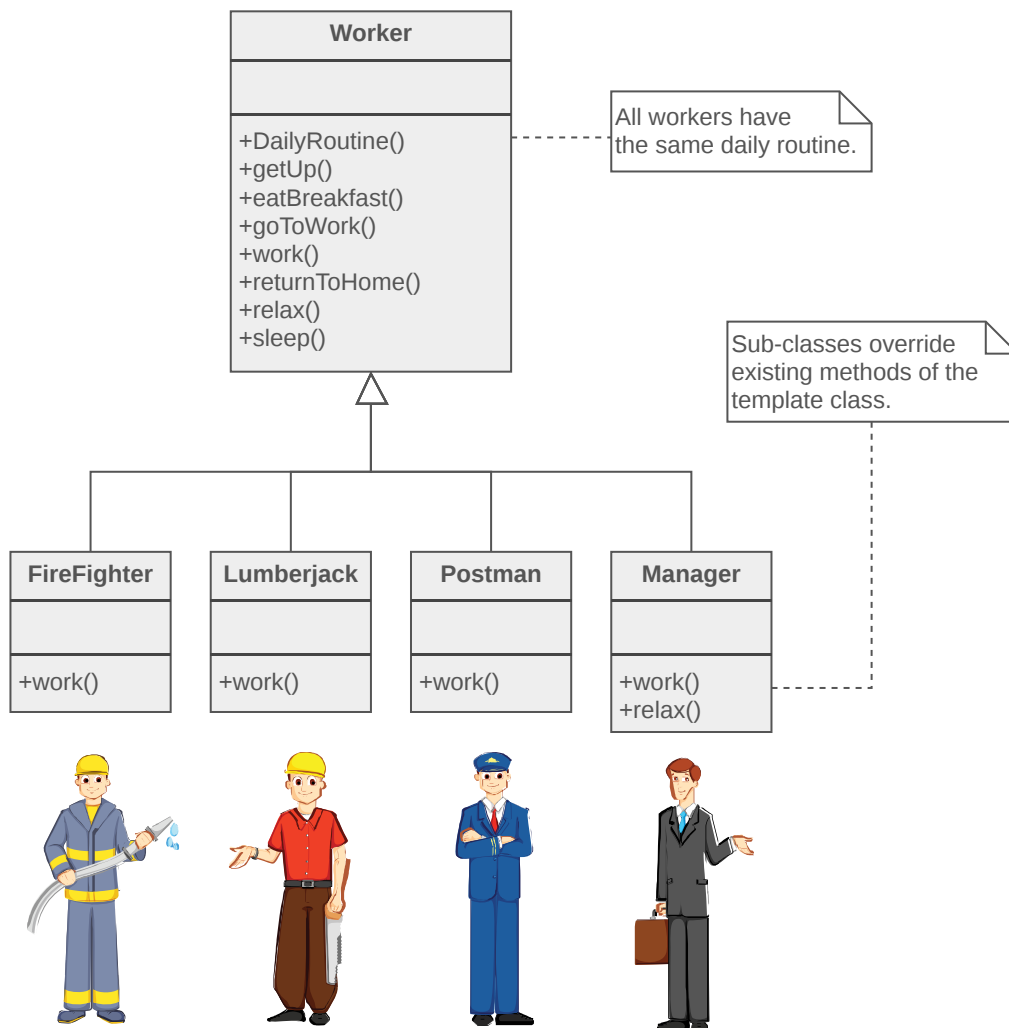 Worker
+DailyRoutine()
+getUp()
+eatBreakfast()
+goToWork()
+work()
+returnToHome()
+relax()
+sleep()
All workers have
the same daily routine.
Sub-classes override
existing methods of the
template class.
FireFighter
+work()
Lumberjack
+work()
Postman
+work()
Manager
+work()
+relax()